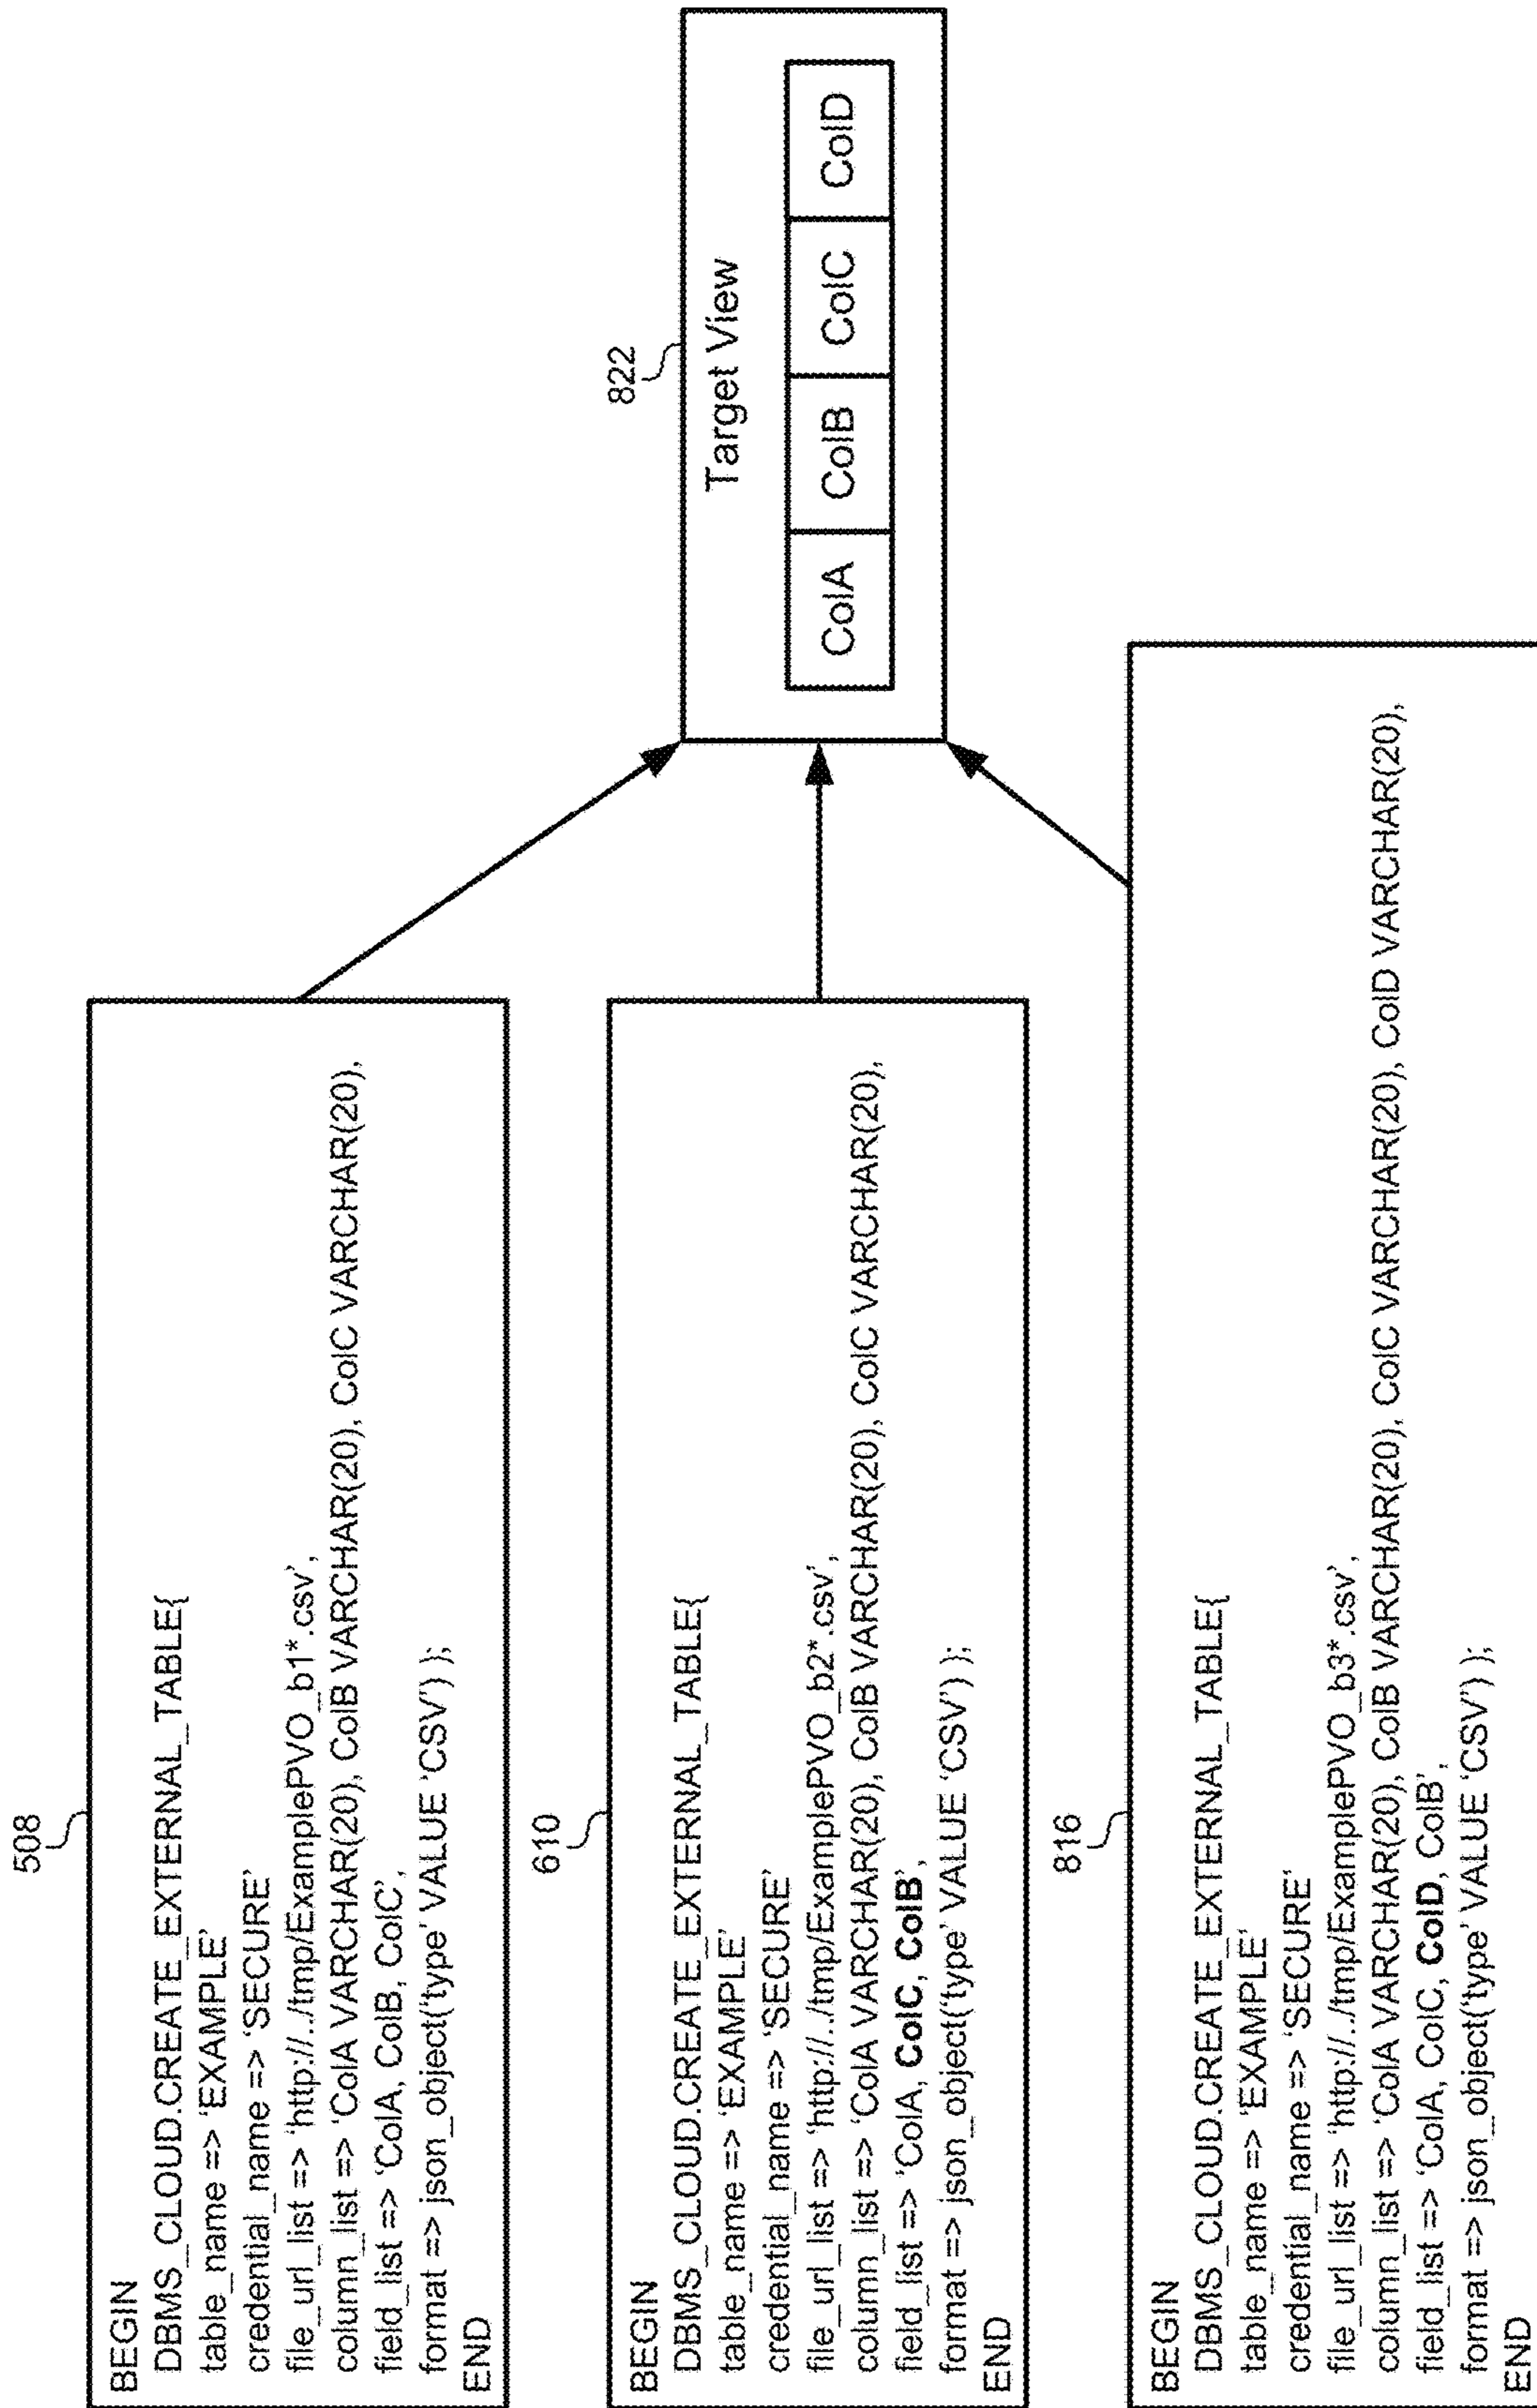 508
BEGIN
DBMS_CLOUD.CREATE_EXTERNAL_TABLE{
table_name => ‘EXAMPLE‘
credential_name => ‘SECURE‘
file_url_list => ‘http://../tmp/ExamplePVO_b1*.csv’,
column_list => ‘ColA VARCHAR(20), ColB VARCHAR(20), ColC VARCHAR(20),
field_list => ‘ColA, ColB, ColC’,
format => json_object(‘type’ VALUE ‘CSV’) );
END
610
BEGIN
DBMS_CLOUD.CREATE_EXTERNAL_TABLE{
table_name => ‘EXAMPLE‘
credential_name => ‘SECURE‘
file_url_list => ‘http://../tmp/ExamplePVO_b2*.csv’,
column_list => ‘ColA VARCHAR(20), ColB VARCHAR(20), ColC VARCHAR(20),
field_list => ‘ColA, ColC, ColB’,
format => json_object(‘type’ VALUE ‘CSV’) );
END
816
BEGIN
DBMS_CLOUD.CREATE_EXTERNAL_TABLE{
table_name => ‘EXAMPLE‘
credential_name => ‘SECURE‘
file_url_list => ‘http://../tmp/ExamplePVO_b3*.csv’,
column_list => ‘ColA VARCHAR(20), ColB VARCHAR(20), ColC VARCHAR(20), ColD VARCHAR(20),
field_list => ‘ColA, ColC, ColD, ColB’,
format => json_object(‘type’ VALUE ‘CSV’) );
END
822
Target View
ColA ColB ColC ColD